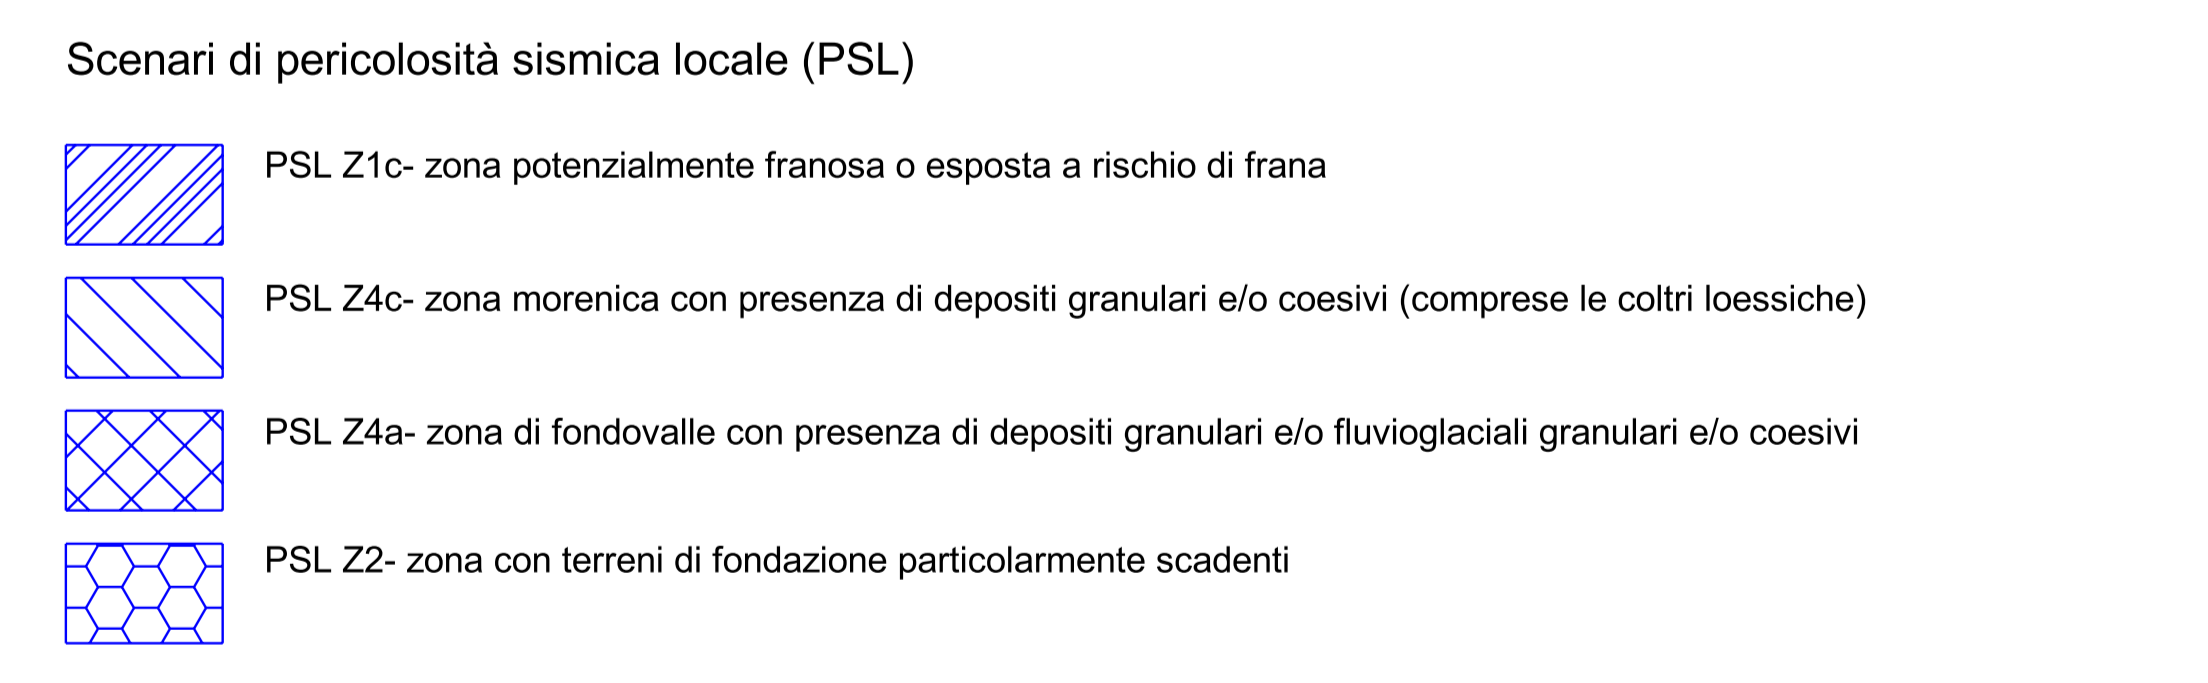 Scenari di pericolosità sismica locale (PSL)
PSL Z1c- zona potenzialmente franosa o esposta a rischio di frana
PSL Z4c- zona morenica con presenza di depositi granulari e/o coesivi (comprese le coltri loessiche)
PSL Z4a- zona di fondovalle con presenza di depositi granulari e/o fluvioglaciali granulari e/o coesivi
PSL Z2- zona con terreni di fondazione particolarmente scadenti